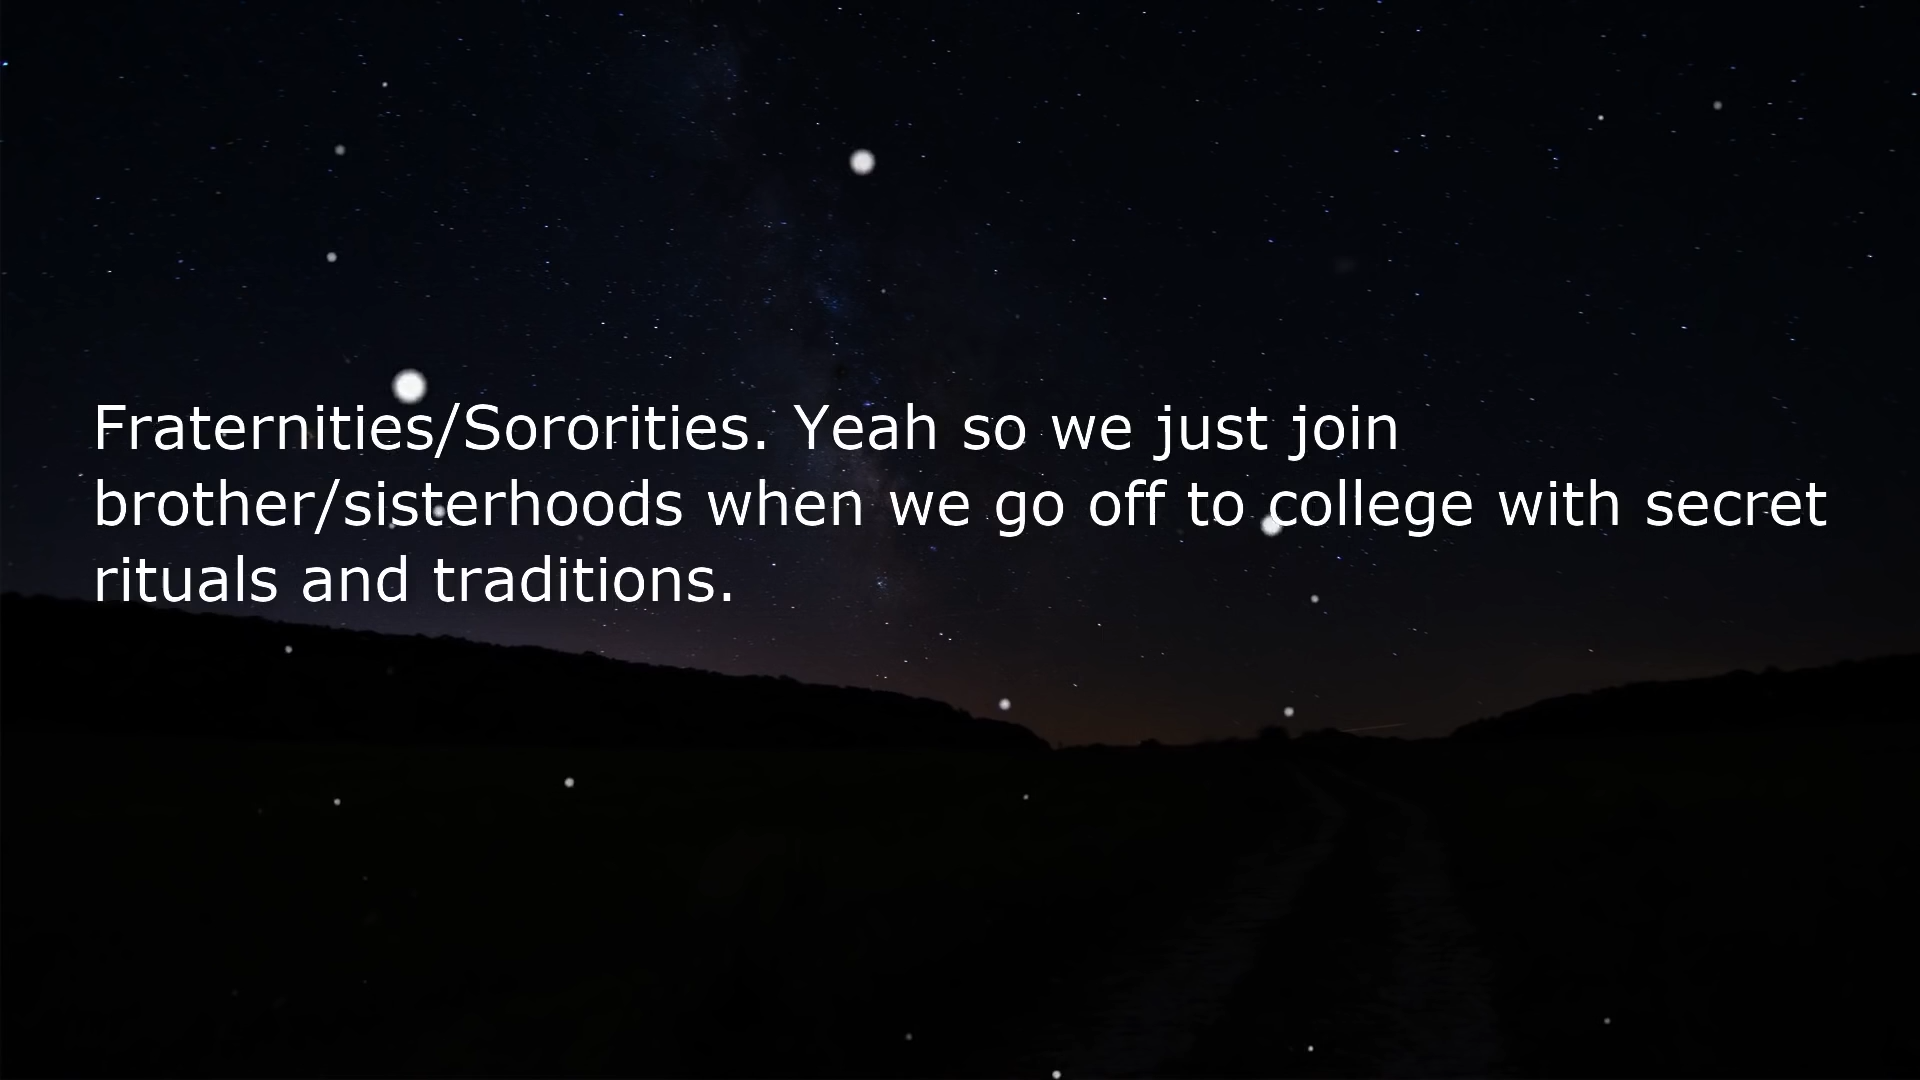 Fraternities/Sororities. Yeah so we just join
brother/sisterhoods when we go off to college with secret
rituals and traditions.